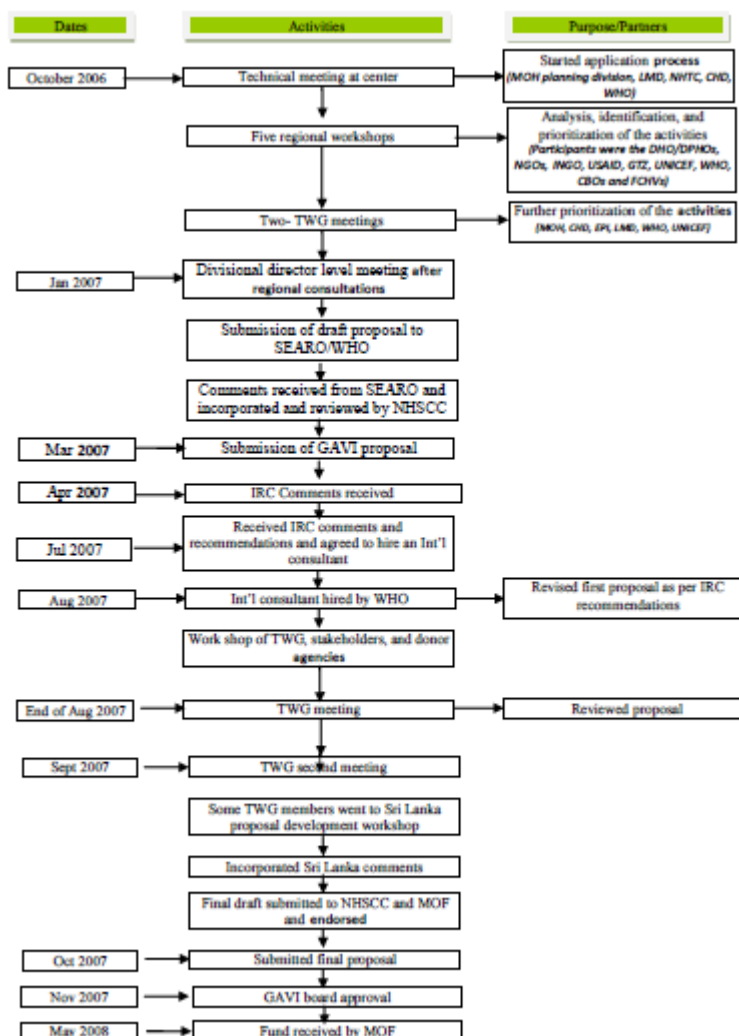 Dates
Activities
Purpose/Partners
October 2006
Technical meeting at center
Started application process
(MOH planning division, LMD, NHTC, CHD,
WHO)
Five regional workshops
Analysis, identification, and
prioritization of the activities
(Participants were the DHO/DPHOs,
NGOs, INGO, USAID, GTZ, UNICEF, WHO,
CBOs and FCHVs)
Two- TWG meetings
Further prioritization of the activities
(MOH, CHD, EPI, LMD, WHO, UNICEF)
Jan 2007
Divisional director level meeting after
regional consultations
Submission of draft proposal to
SEARO/WHO
Comments received from SEARO and
incorporated and reviewed by NHSCC
Mar 2007
Submission of GAVI proposal
Apr 2007
IRC Comments received
Jul 2007
Received IRC comments and
recommendations and agreed to hire an Int'l
consultant
Aug 2007
Int'l consultant hired by WHO
Revised first proposal as per IRC
recommendations
Work shop of TWG, stakeholders, and donor
agencies
End of Aug 2007
TWG meeting
Reviewed proposal
Sept 2007
TWG second meeting
Some TWG members went to Sri Lanka
proposal development workshop
Incorporated Sri Lanka comments
Final draft submitted to NHSCC and MOF
and endorsed
Oct 2007
Submitted final proposal
Nov 2007
GAVI board approval
May 2008
Fund received by MOF